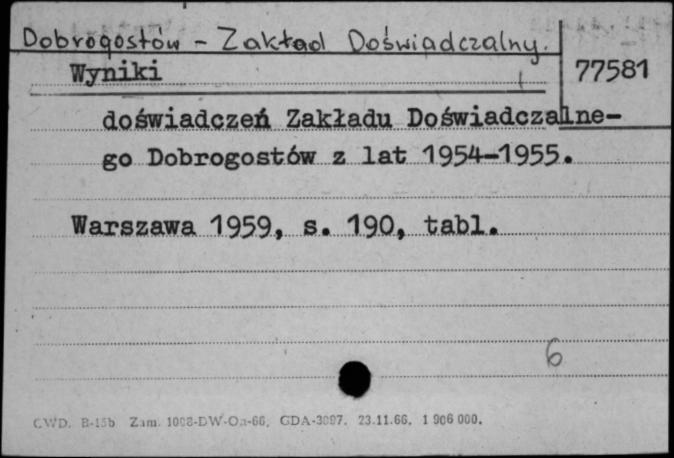 Dobrogostów - Zakład Doświadczalny.
Wyniki
77581
doświadczeń Zakładu Doświadczalne-
go Dobrogostów z lat 1954-1955.
Warszawa 1959, s. 190, tabl.
6
CWD. B-15b Zam. 1008-DW-On-66, GDA-3097. 23.11.66. 1 906 000.